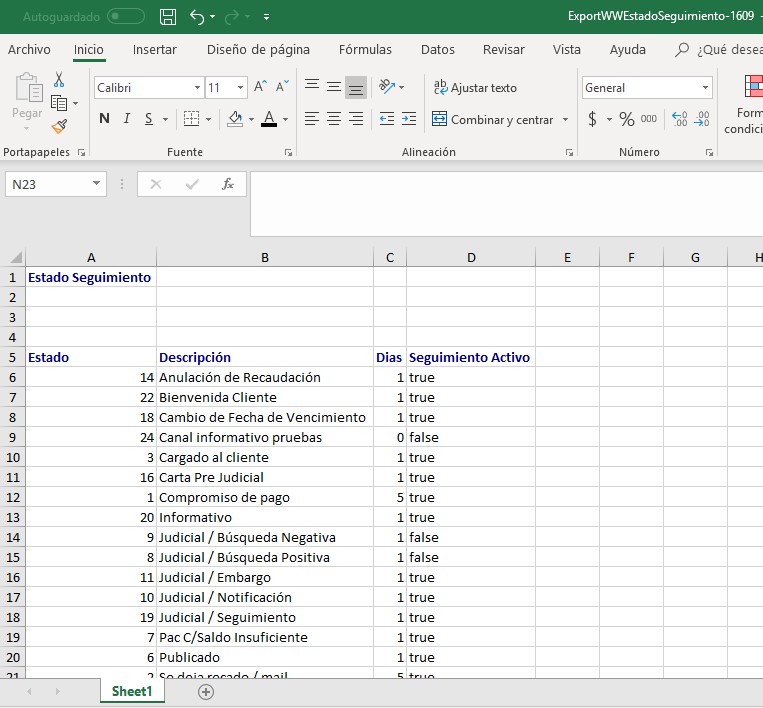 Autoguardado ExportWWEstadoSeguimiento-1609 -
Archivo Inicio Insertar Diseño de página Fórmulas Datos Revisar Vista Ayuda ¿Qué desea
Calibri 11 A A ab Ajustar texto General
Pegar N K S A Combinar y centrar $ % 000 ,00 ,00 Form
condici
Portapapeles Fuente Alineación Número
N23 fx
A B C D E F G H
1 Estado Seguimiento
2
3
4
5 Estado Descripción Dias Seguimiento Activo
6 14 Anulación de Recaudación 1 true
7 22 Bienvenida Cliente 1 true
8 18 Cambio de Fecha de Vencimiento 1 true
9 24 Canal informativo pruebas 0 false
10 3 Cargado al cliente 1 true
11 16 Carta Pre Judicial 1 true
12 1 Compromiso de pago 5 true
13 20 Informativo 1 true
14 9 Judicial / Búsqueda Negativa 1 false
15 8 Judicial / Búsqueda Positiva 1 false
16 11 Judicial / Embargo 1 true
17 10 Judicial / Notificación 1 true
18 19 Judicial / Seguimiento 1 true
19 7 Pac C/Saldo Insuficiente 1 true
20 6 Publicado 1 true
21 2 Se deja recado / mail 5 true
Sheet1